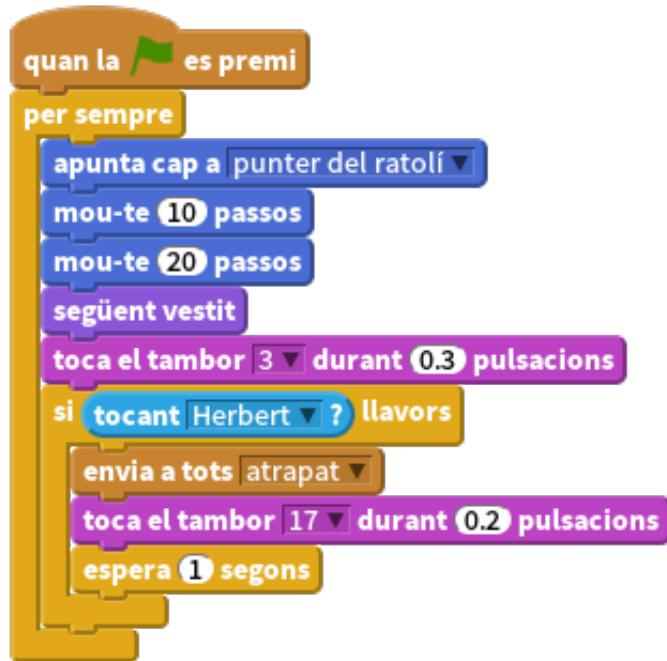 quan la es premi
per sempre
apunta cap a punter del ratolí
mou-te 10 passos
mou-te 20 passos
següent vestit
toca el tambor 3 durant 0.3 pulsacions
si tocant Herbert ? llavors
envia a tots atrapat
toca el tambor 17 durant 0.2 pulsacions
espera 1 segons